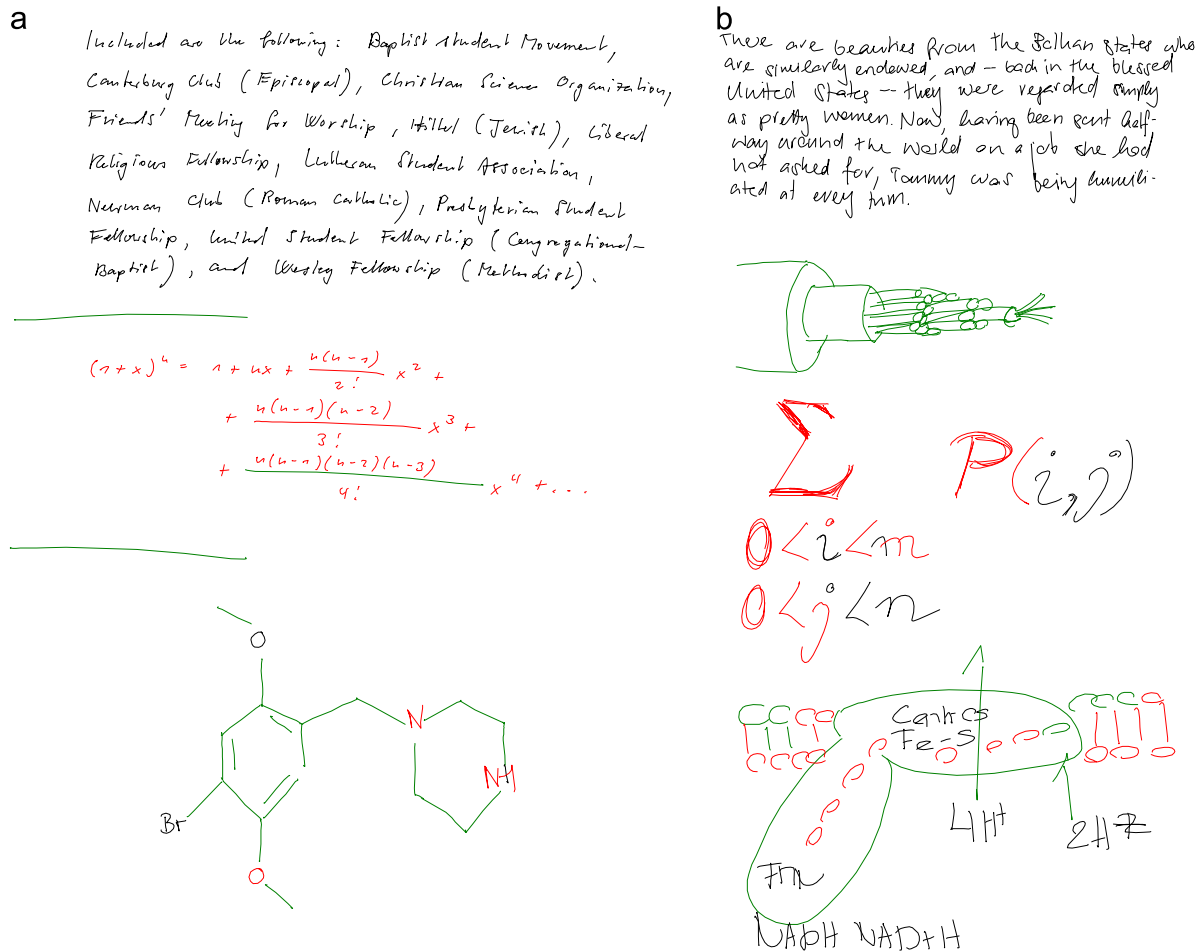 a
Included are the following: Baptist Student Movement,
Canterbury Club (Episcopal), Christian Science Organization,
Friends' Meeting for Worship, Hillel (Jewish), Liberal
Religious Fellowship, Lutheran Student Association,
Newman Club (Roman Catholic), Presbyterian Student
Fellowship, United Student Fellowship (Congregational-
Baptist), and Wesley Fellowship (Methodist).
(1+x)^n = 1 + nx + n(n-1)/2! x^2 +
+ n(n-1)(n-2)/3! x^3 +
+ n(n-1)(n-2)(n-3)/4! x^4 + ...
O
N
NH
Br
O
b
There are beauties from the Balkan states who
are similarly endowed, and - back in the blessed
United States -- they were regarded simply
as pretty women. Now, having been sent half-
way around the world on a job she had
not asked for, Tommy was being humili-
ated at every turn.
Σ P(i,j)
0<i<m
0<j<n
Fe-S
4H+
2H
NADH NAD+H